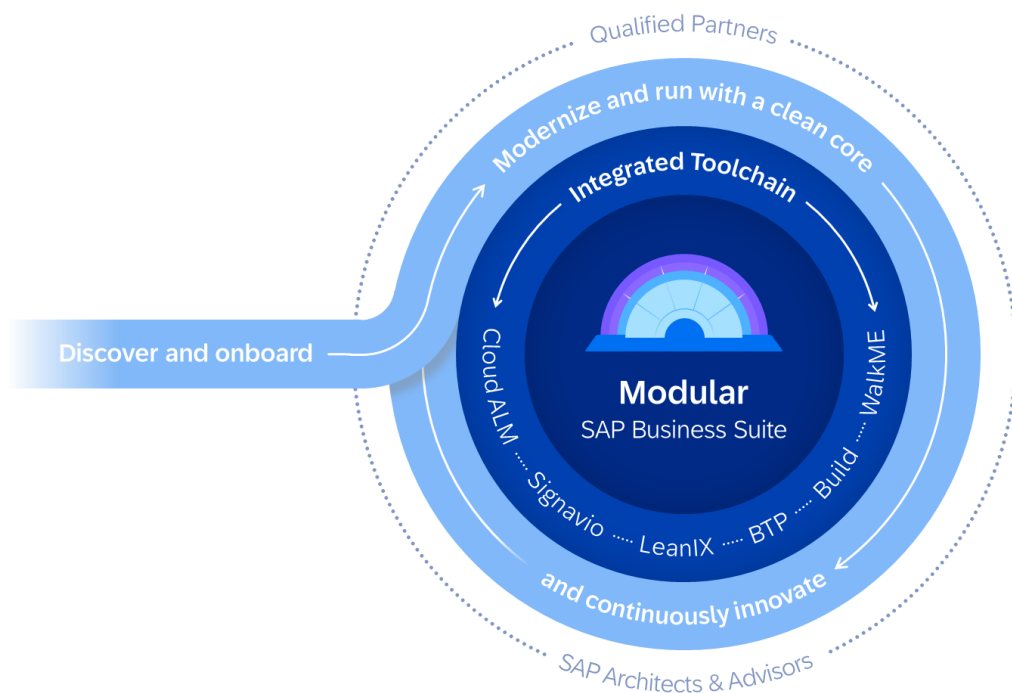 Qualified Partners
Modernize and run with a clean core
Integrated Toolchain
Discover and onboard
Modular
SAP Business Suite
Cloud ALM
Signavio
LeanIX
BTP
Build
WalkME
and continuously innovate
SAP Architects & Advisors